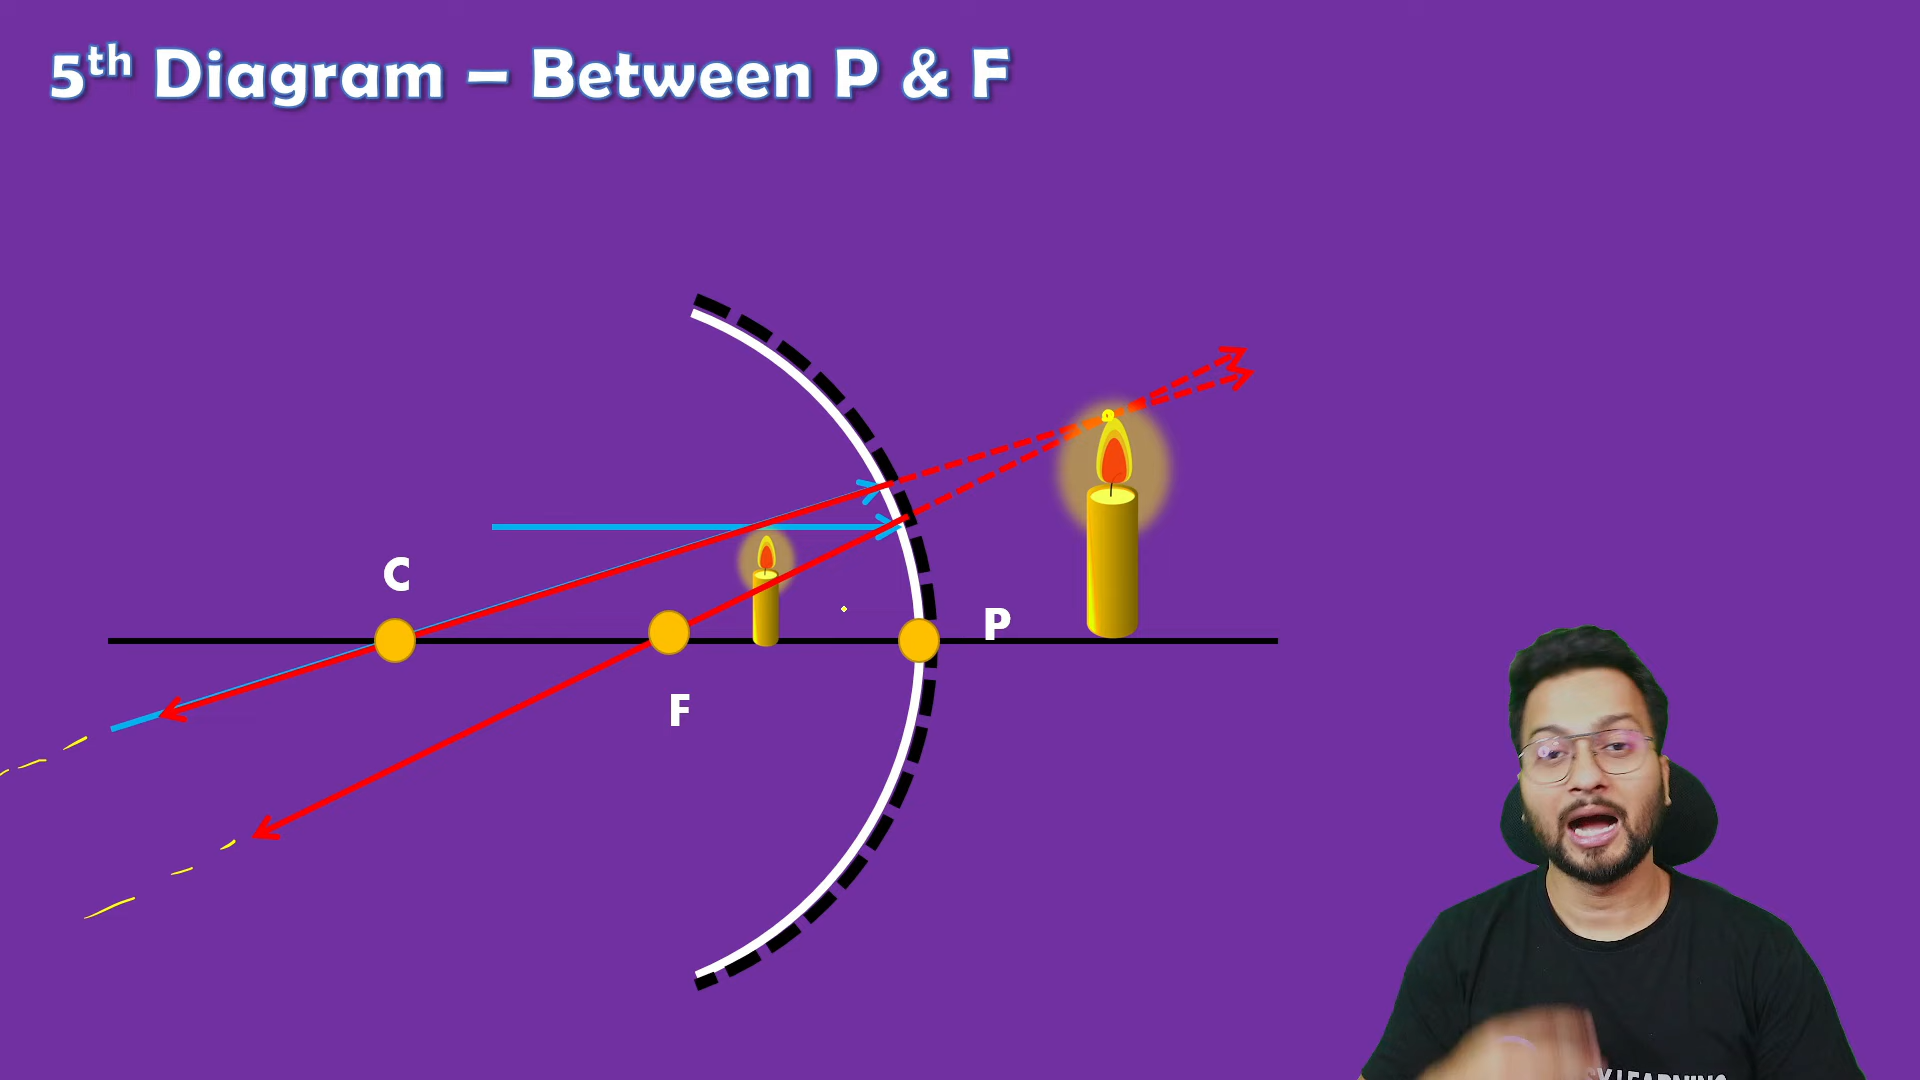 5th Diagram – Between P & F
C
P
F